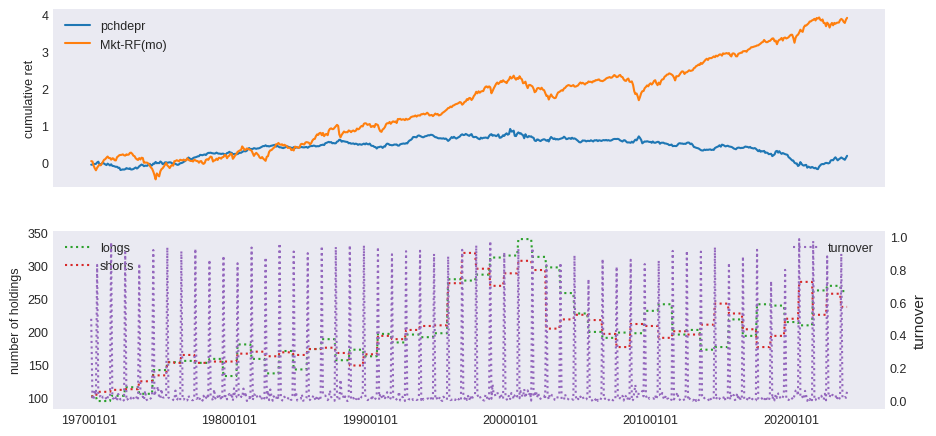 cumulative ret
4
3
2
1
0
pchdepr
Mkt-RF(mo)
number of holdings
350
300
250
200
150
100
longs
shorts
turnover
1.0
0.8
0.6
0.4
0.2
0.0
turnover
19700101 19800101 19900101 20000101 20100101 20200101